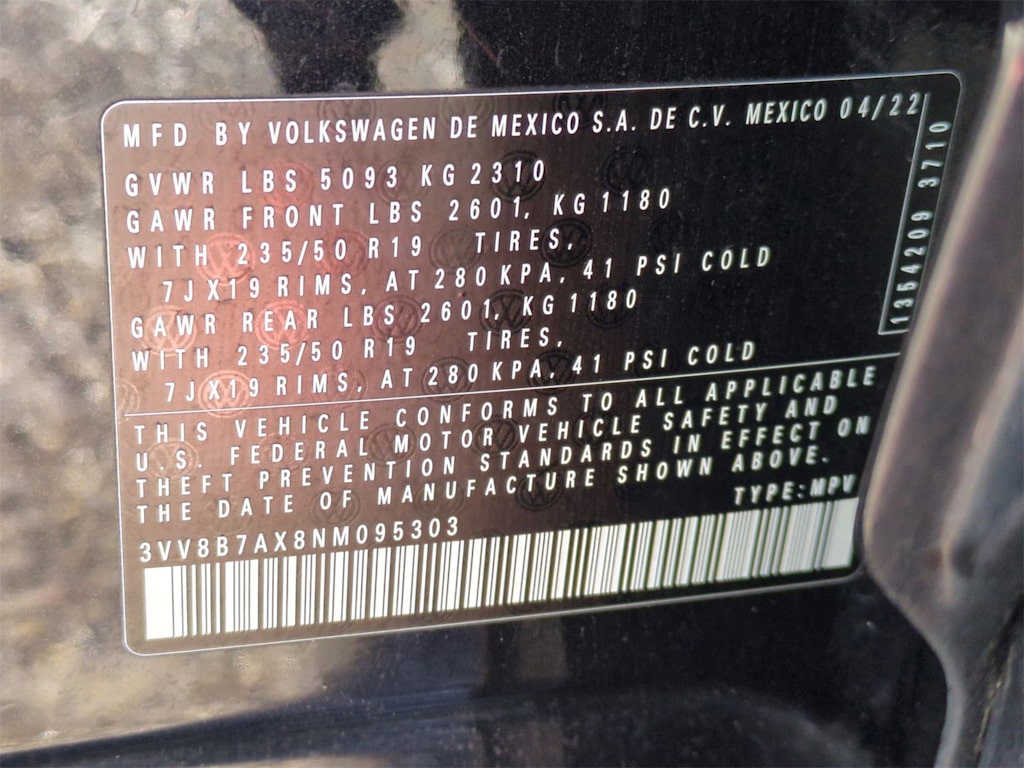 MFD BY VOLKSWAGEN DE MEXICO S.A. DE C.V. MEXICO 04/22
GVWR LBS 5093 KG 2310
GAWR FRONT LBS 2601, KG 1180
WITH 235/50 R19 TIRES,
7JX19 RIMS, AT 280 KPA, 41 PSI COLD
GAWR REAR LBS 2601, KG 1180
WITH 235/50 R19 TIRES,
7JX19 RIMS, AT 280 KPA, 41 PSI COLD
THIS VEHICLE CONFORMS TO ALL APPLICABLE
U.S. FEDERAL MOTOR VEHICLE SAFETY AND
THEFT PREVENTION STANDARDS IN EFFECT ON
THE DATE OF MANUFACTURE SHOWN ABOVE.
TYPE:MPV
3VV8B7AX8NM095303
1354209 3710